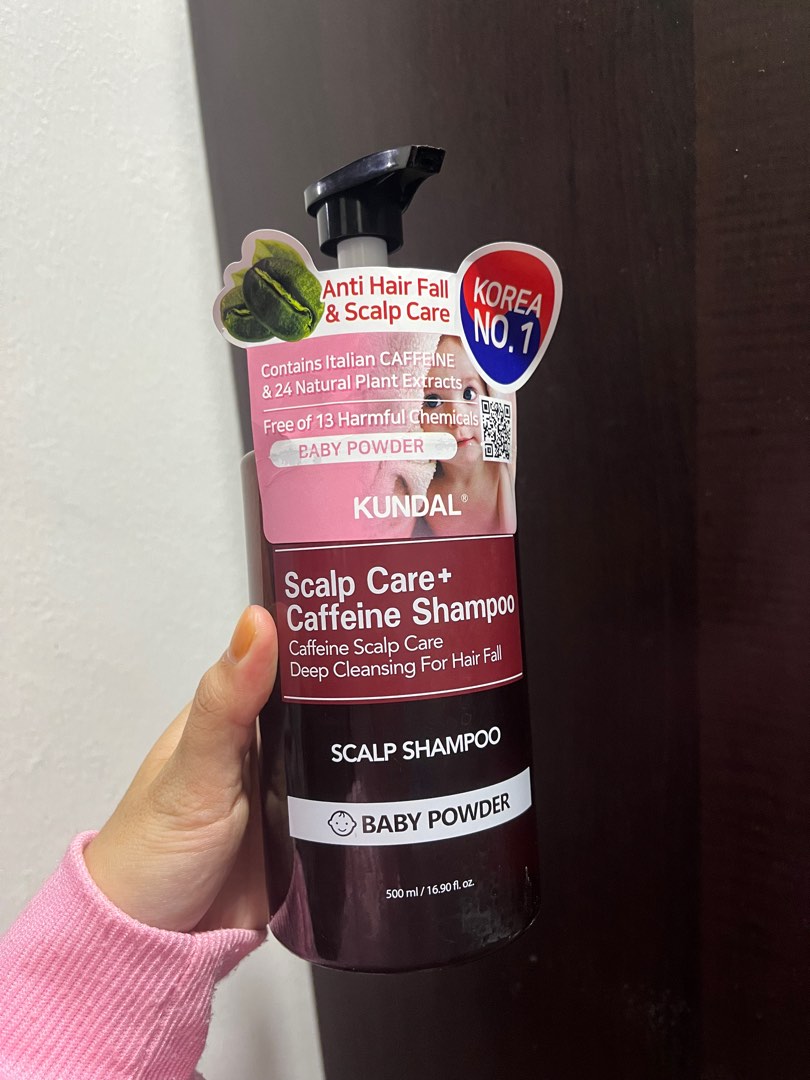 Anti Hair Fall
& Scalp Care
KOREA
NO.1
Contains Italian CAFFEINE
& 24 Natural Plant Extracts
Free of 13 Harmful Chemicals
BABY POWDER
KUNDAL®
Scalp Care+
Caffeine Shampoo
Caffeine Scalp Care
Deep Cleansing For Hair Fall
SCALP SHAMPOO
BABY POWDER
500 ml / 16.90 fl. oz.